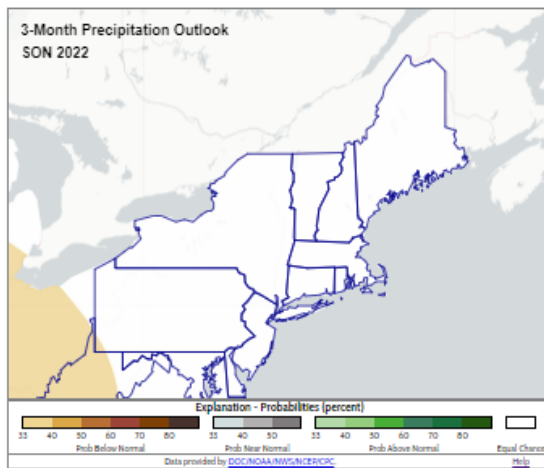 3-Month Precipitation Outlook
SON 2022
Explanation - Probabilities (percent)
33 40 50 60 70 80 33 40 50 33 40 50 60 70 80
Prob Below Normal Prob Near Normal Prob Above Normal Equal Chance
Data provided by DOC/NOAA/NWS/NCEP/CPC. Help